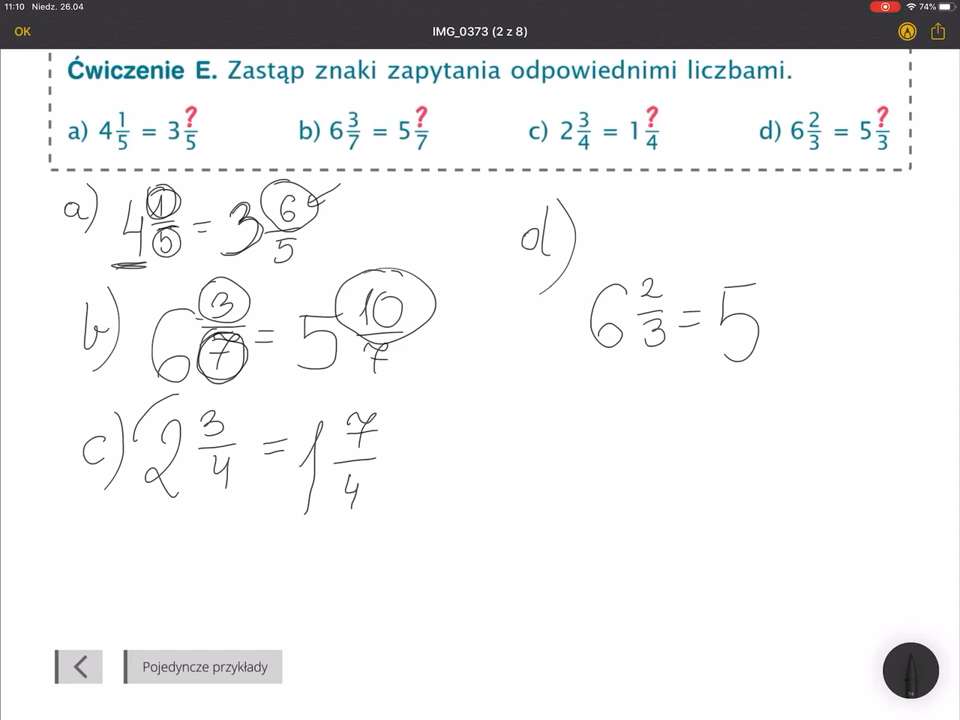 11:10 Niedz. 26.04
74%
OK
IMG_0373 (2 z 8)
Ćwiczenie E. Zastąp znaki zapytania odpowiednimi liczbami.
a) 4 1/5 = 3 ?/5 b) 6 3/7 = 5 ?/7 c) 2 3/4 = 1 ?/4 d) 6 2/3 = 5 ?/3
a) 4 1/5 = 3 6/5
b) 6 3/7 = 5 10/7
c) 2 3/4 = 1 7/4
d)
6 2/3 = 5
Pojedyncze przykłady